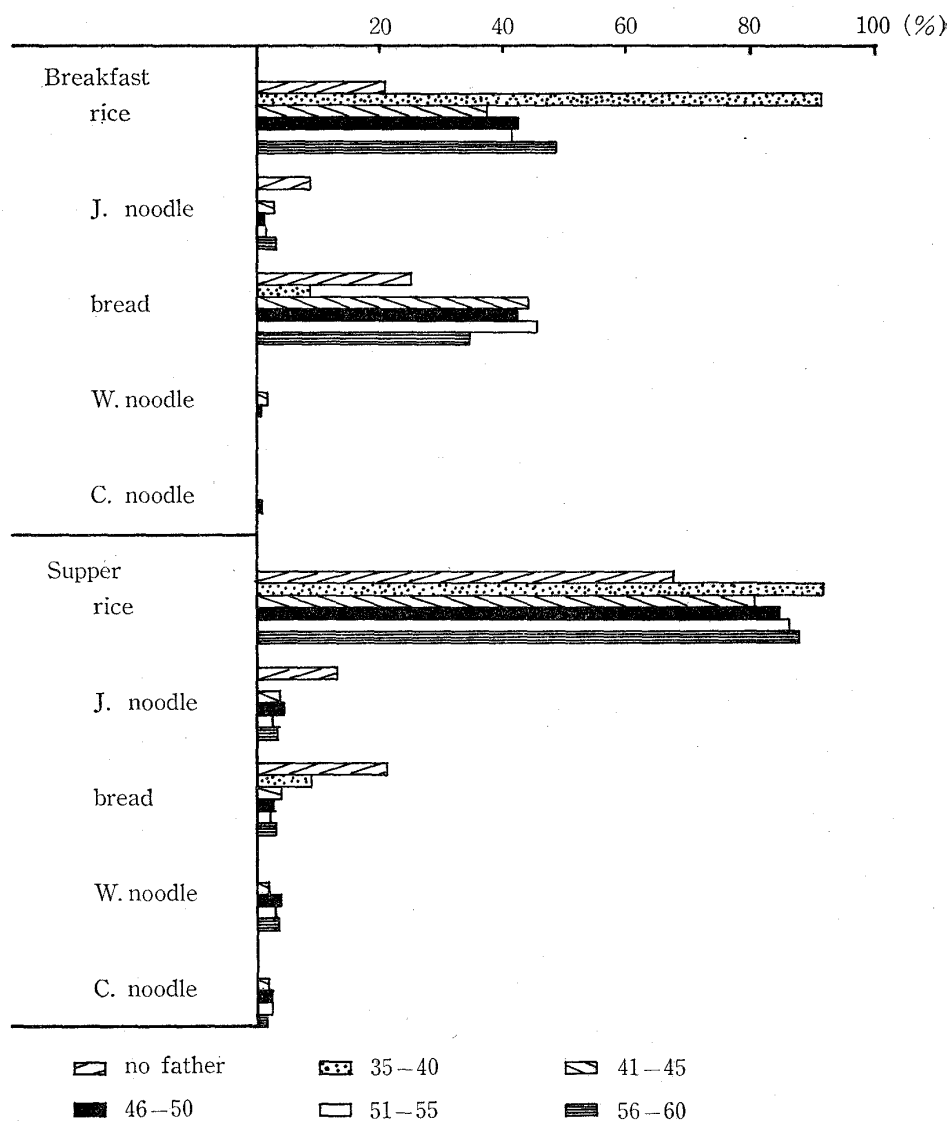 20 40 60 80 100 (%)
Breakfast
rice
J. noodle
bread
W. noodle
C. noodle
Supper
rice
J. noodle
bread
W. noodle
C. noodle
no father 35-40 41-45
46-50 51-55 56-60